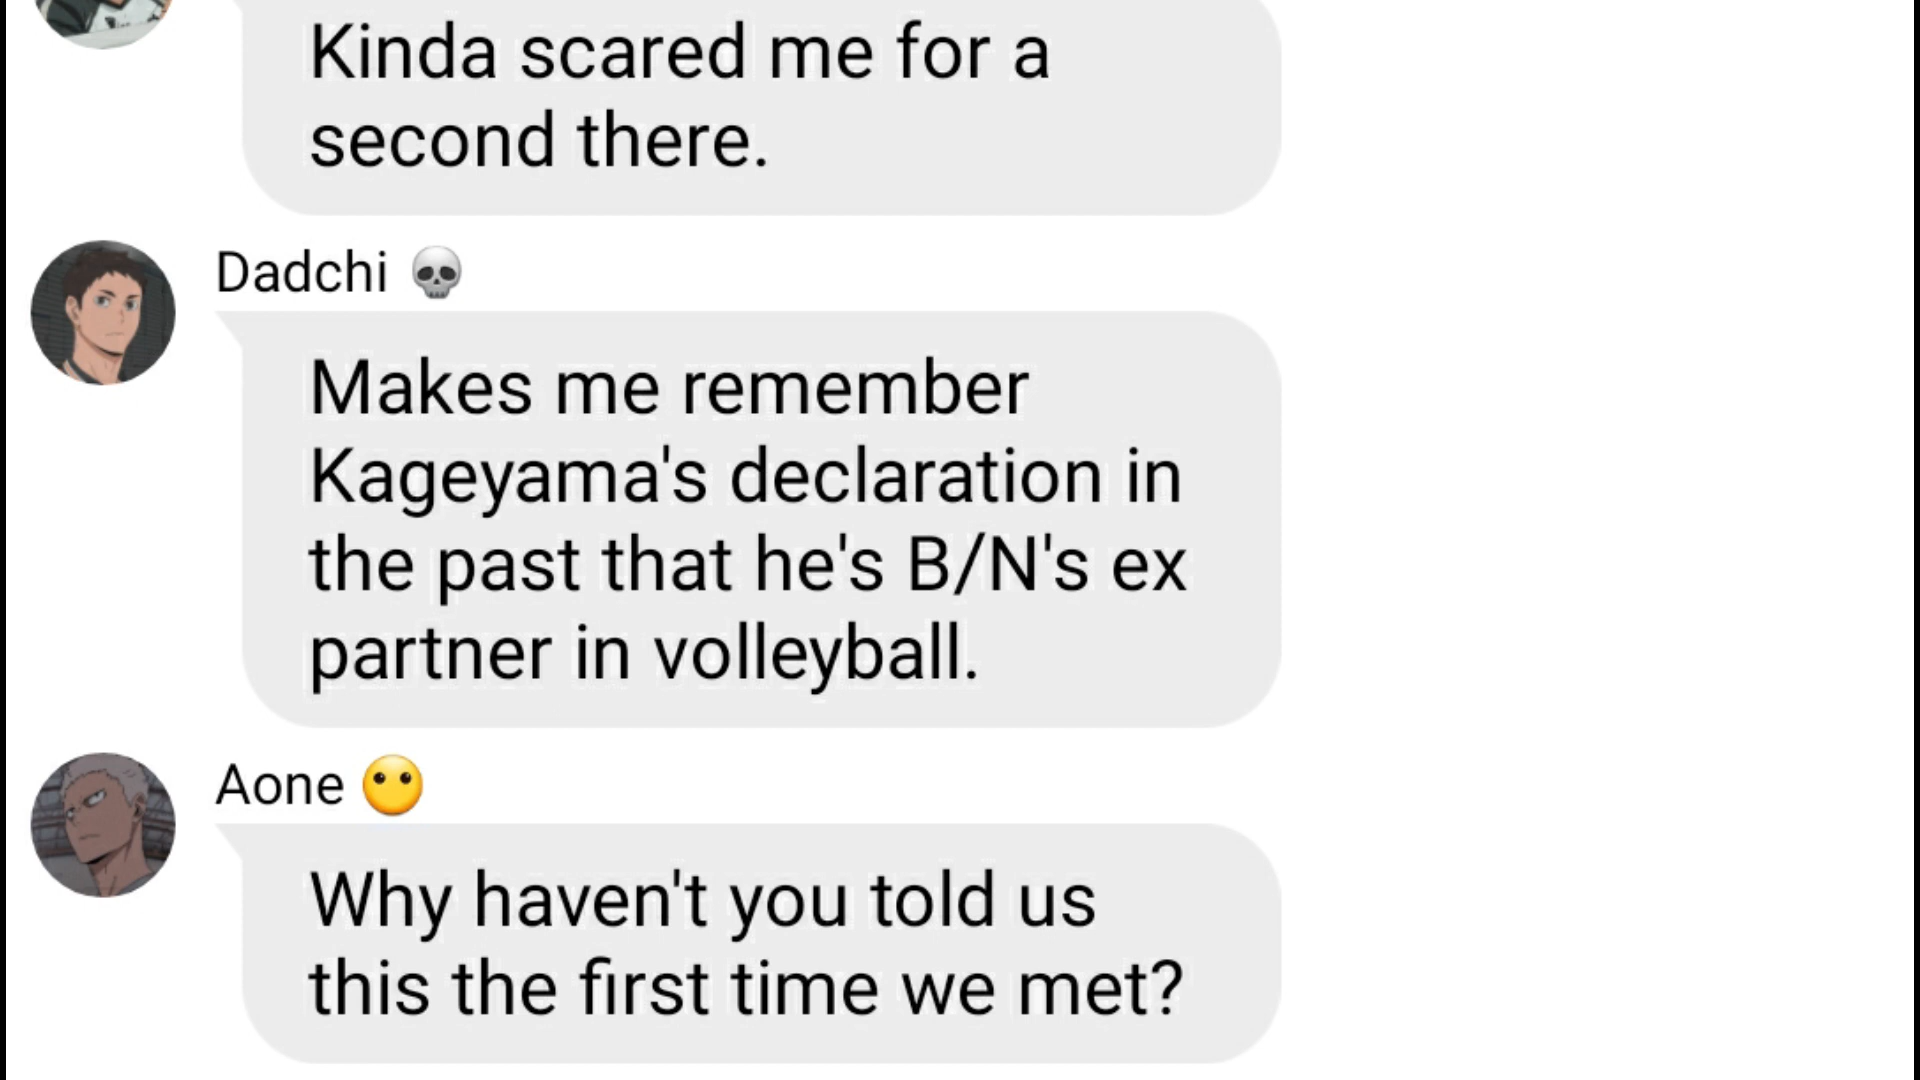 Kinda scared me for a
second there.
Dadchi 💀
Makes me remember
Kageyama's declaration in
the past that he's B/N's ex
partner in volleyball.
Aone 😶
Why haven't you told us
this the first time we met?